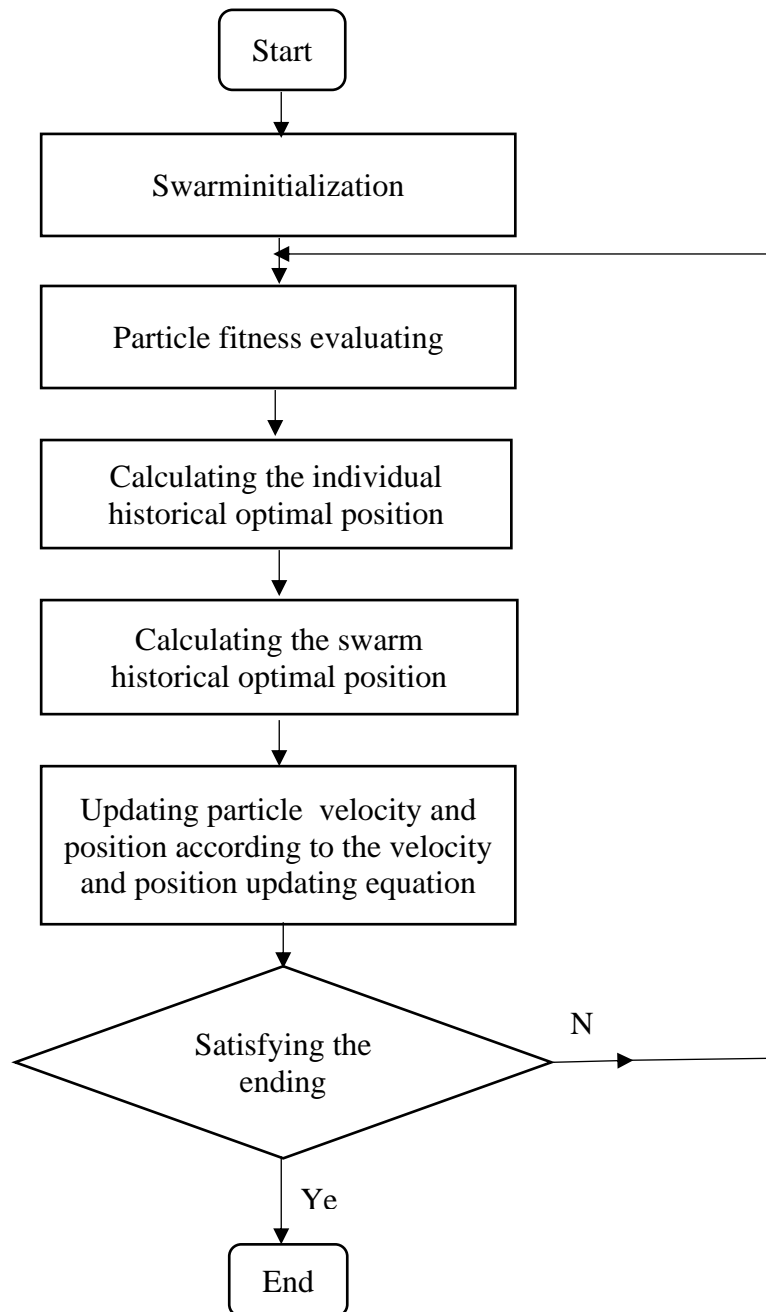 Start
Swarminitialization
Particle fitness evaluating
Calculating the individual
historical optimal position
Calculating the swarm
historical optimal position
Updating particle velocity and
position according to the velocity
and position updating equation
Satisfying the
ending
N
Ye
End